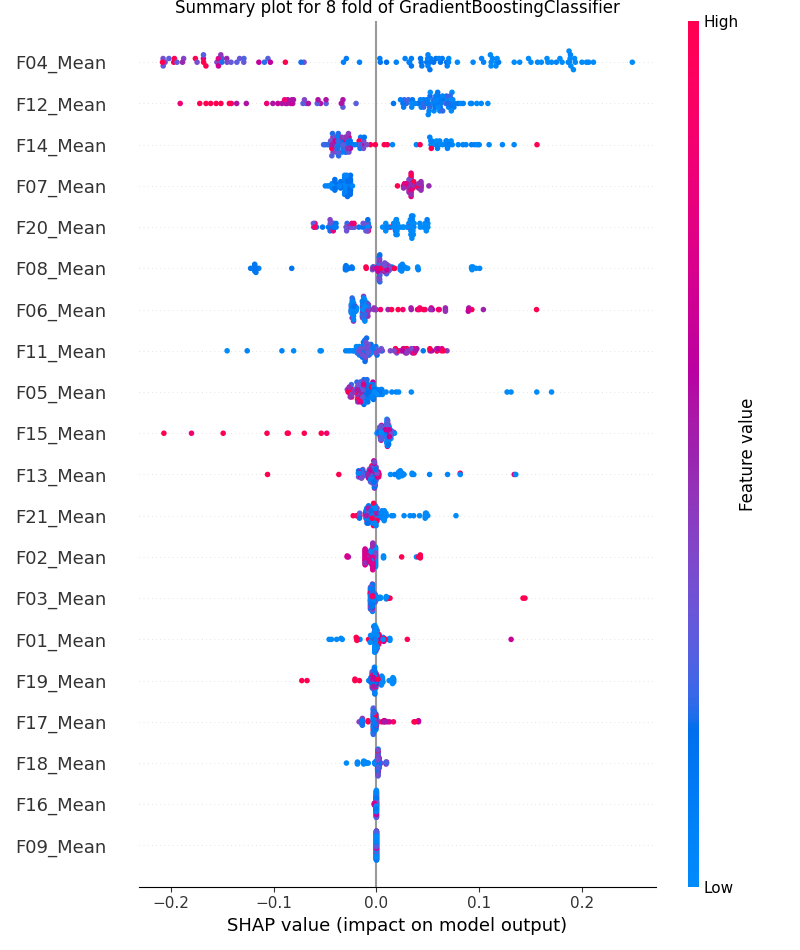 Summary plot for 8 fold of GradientBoostingClassifier
High
F04_Mean
F12_Mean
F14_Mean
F07_Mean
F20_Mean
F08_Mean
F06_Mean
F11_Mean
F05_Mean
F15_Mean
F13_Mean
F21_Mean
F02_Mean
F03_Mean
F01_Mean
F19_Mean
F17_Mean
F18_Mean
F16_Mean
F09_Mean
Feature value
Low
−0.2 −0.1 0.0 0.1 0.2
SHAP value (impact on model output)